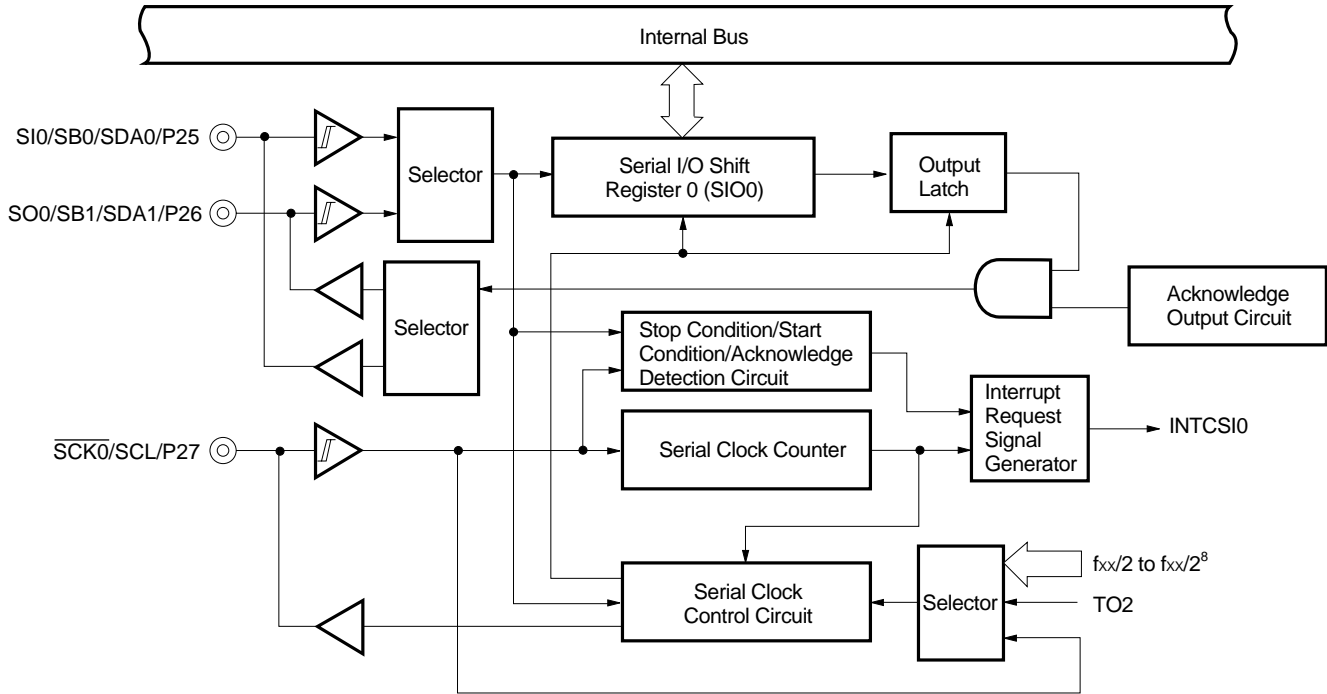 Internal Bus
SI0/SB0/SDA0/P25
Selector
Serial I/O Shift
Register 0 (SIO0)
Output
Latch
SO0/SB1/SDA1/P26
Selector
Acknowledge
Output Circuit
Stop Condition/Start
Condition/Acknowledge
Detection Circuit
Interrupt
Request
Signal
Generator
INTCSI0
SCK0/SCL/P27
Serial Clock Counter
Serial Clock
Control Circuit
Selector
fxx/2 to fxx/2⁸
TO2